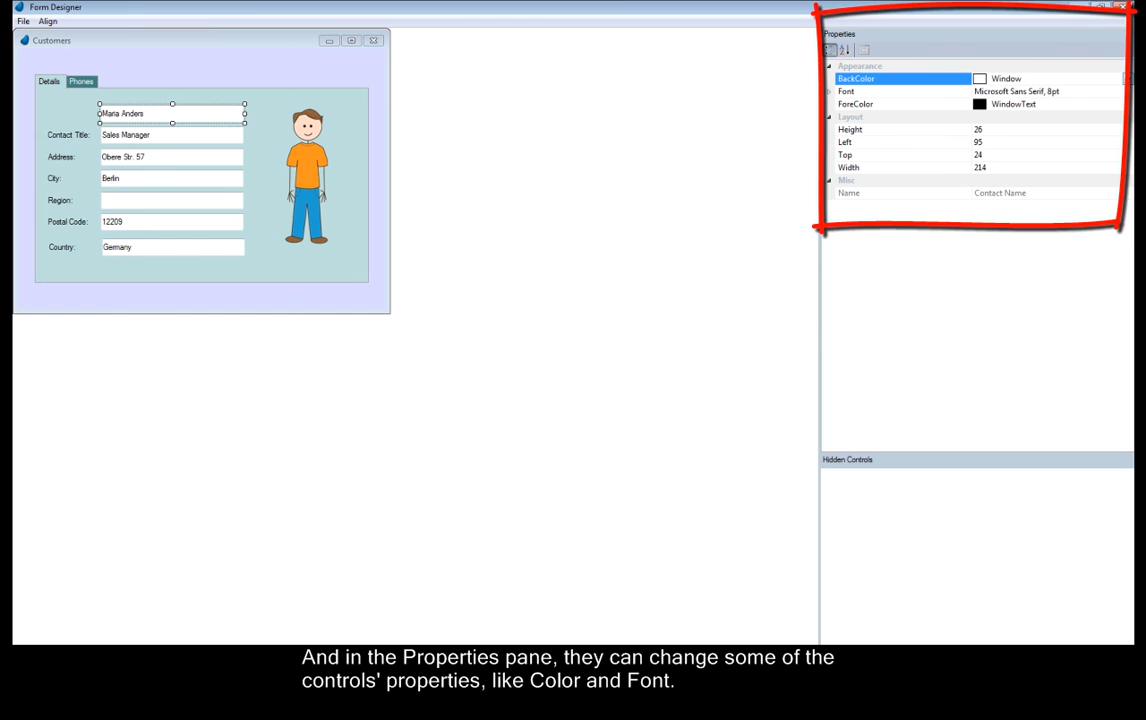 Form Designer
File Align
Customers
Details Phones
Maria Anders
Contact Title: Sales Manager
Address: Obere Str. 57
City: Berlin
Region:
Postal Code: 12209
Country: Germany
Properties
Appearance
BackColor Window
Font Microsoft Sans Serif, 8pt
ForeColor WindowText
Layout
Height 26
Left 95
Top 24
Width 214
Misc
Name Contact Name
Hidden Controls
And in the Properties pane, they can change some of the
controls' properties, like Color and Font.